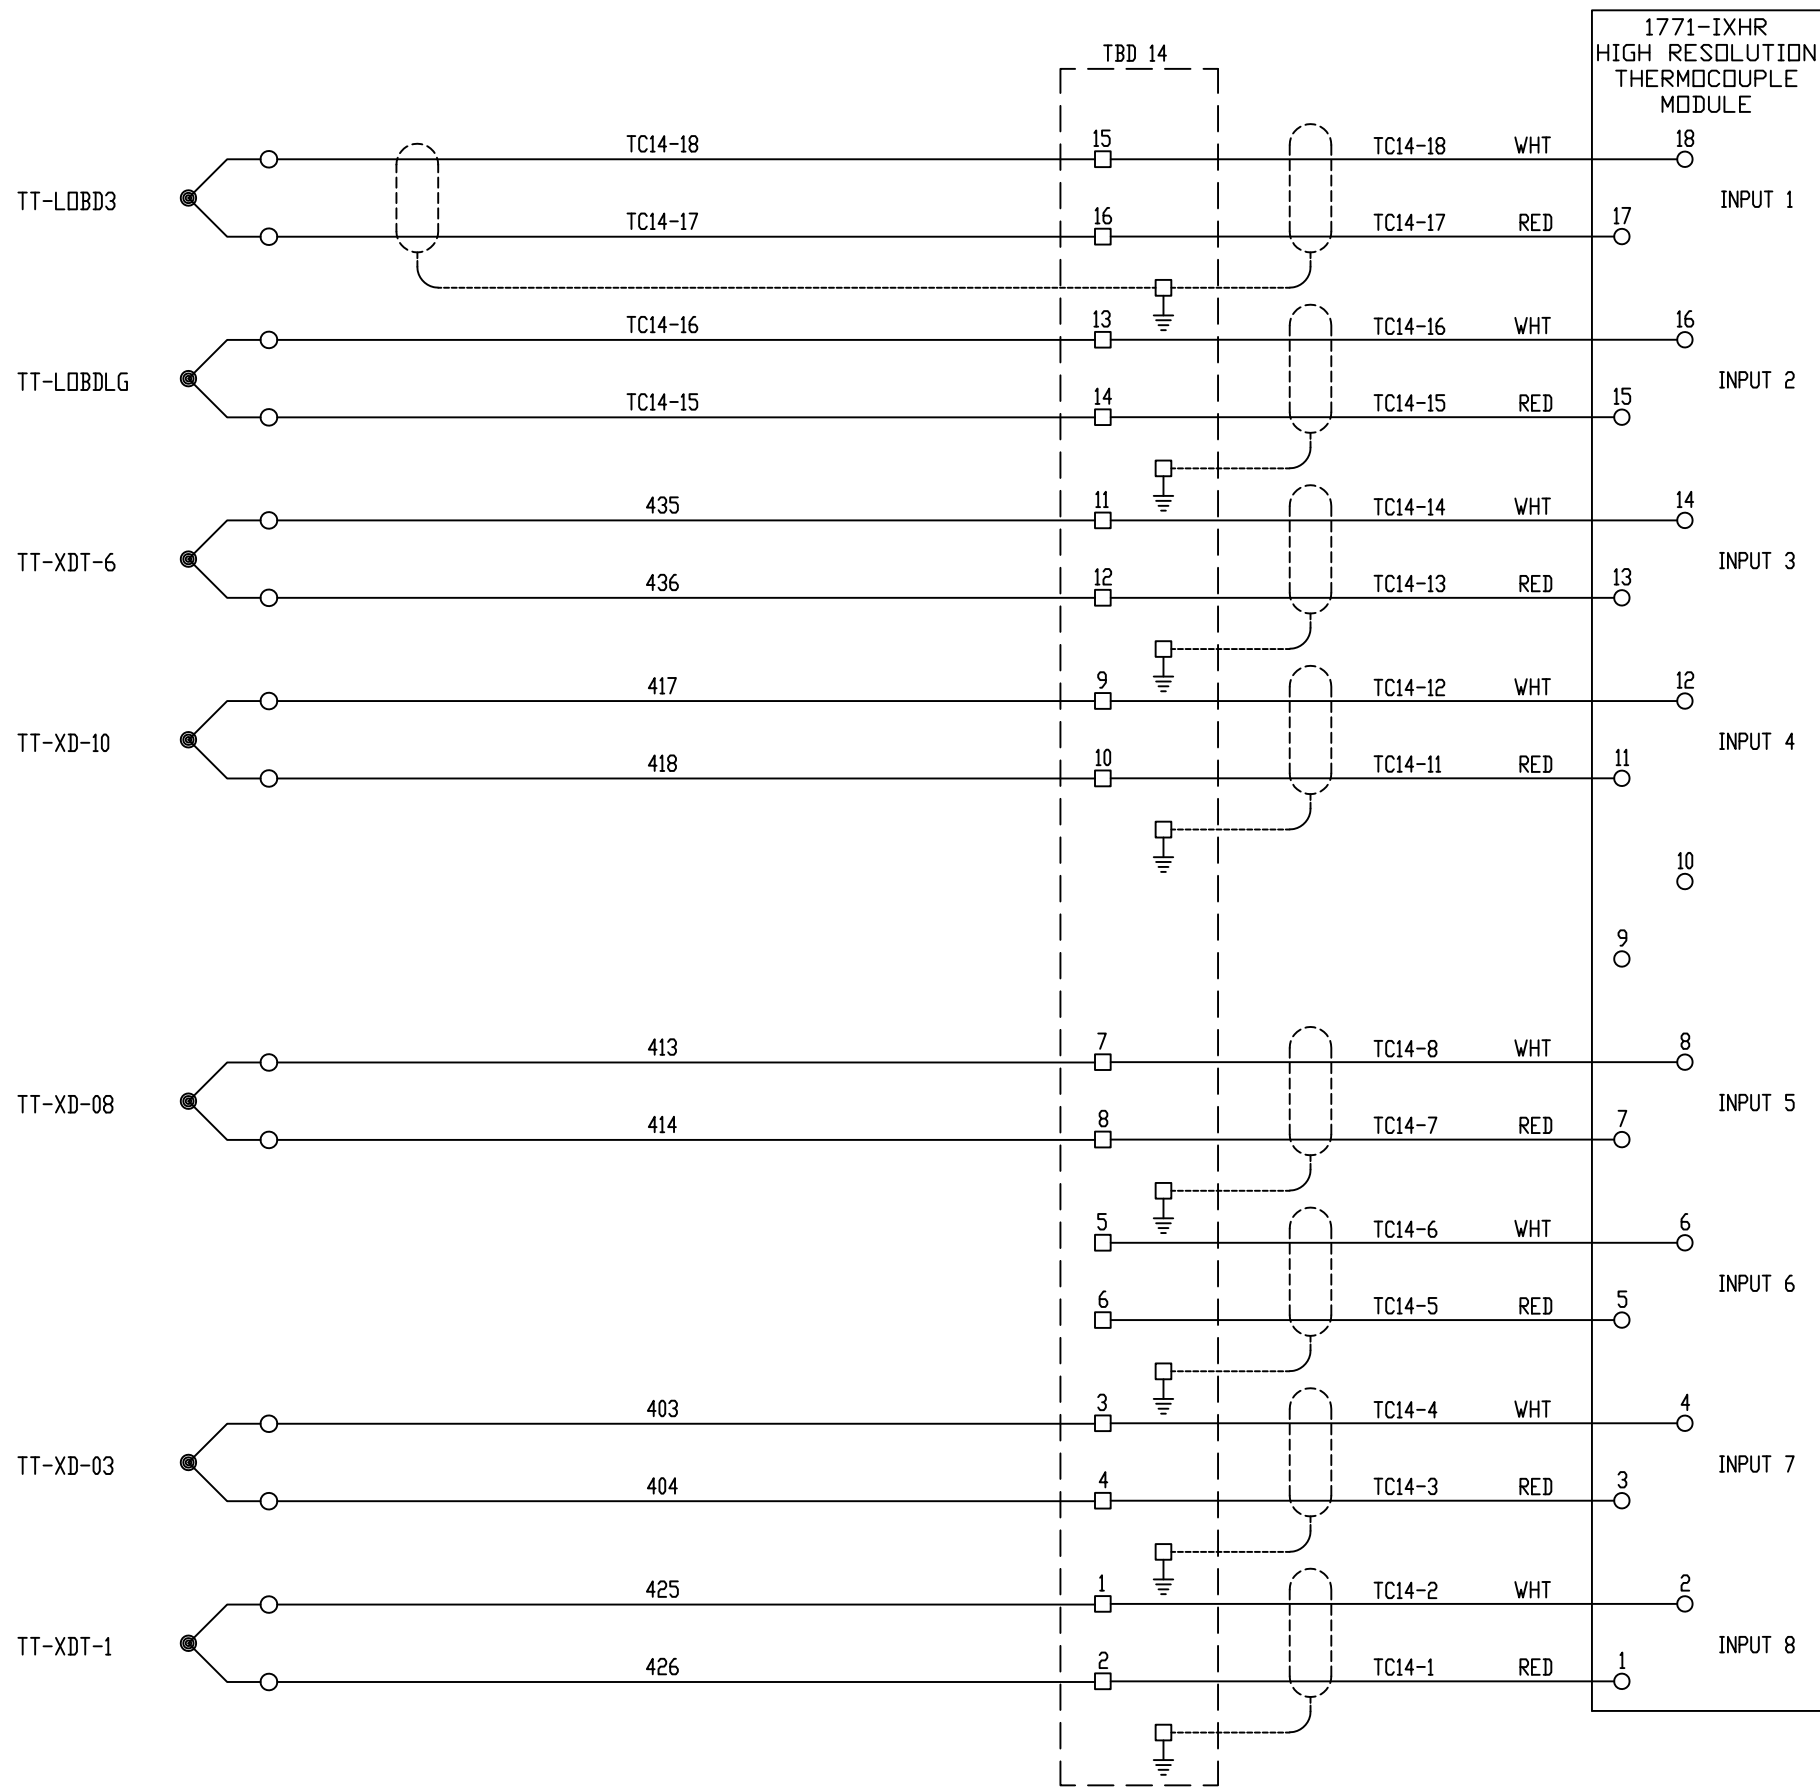 1771-IXHR
HIGH RESOLUTION
THERMOCOUPLE
MODULE
TBD 14
TC14-18 15 TC14-18 WHT 18
TT-LOBD3 INPUT 1
TC14-17 16 TC14-17 RED 17
TC14-16 13 TC14-16 WHT 16
TT-LOBDLG INPUT 2
TC14-15 14 TC14-15 RED 15
435 11 TC14-14 WHT 14
TT-XDT-6 INPUT 3
436 12 TC14-13 RED 13
417 9 TC14-12 WHT 12
TT-XD-10 INPUT 4
418 10 TC14-11 RED 11
10
9
413 7 TC14-8 WHT 8
TT-XD-08 INPUT 5
414 8 TC14-7 RED 7
5 TC14-6 WHT 6
INPUT 6
6 TC14-5 RED 5
403 3 TC14-4 WHT 4
TT-XD-03 INPUT 7
404 4 TC14-3 RED 3
425 1 TC14-2 WHT 2
TT-XDT-1 INPUT 8
426 2 TC14-1 RED 1